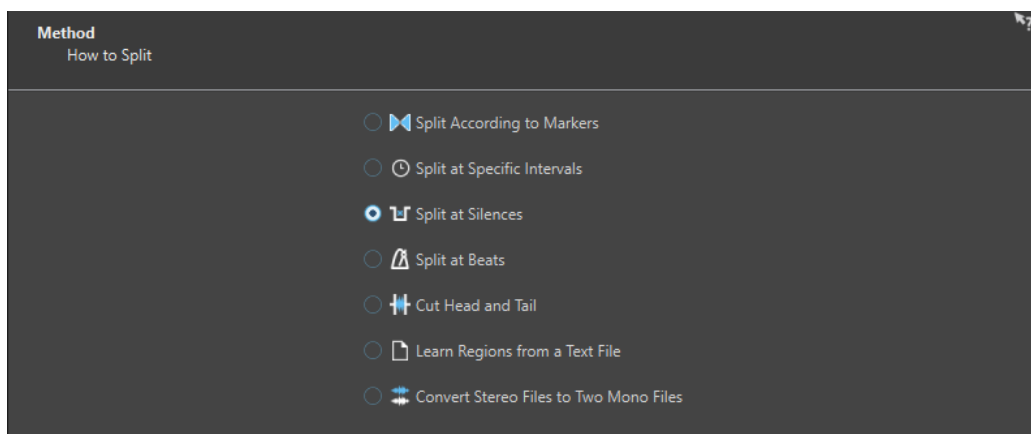 Method
How to Split
Split According to Markers
Split at Specific Intervals
Split at Silences
Split at Beats
Cut Head and Tail
Learn Regions from a Text File
Convert Stereo Files to Two Mono Files